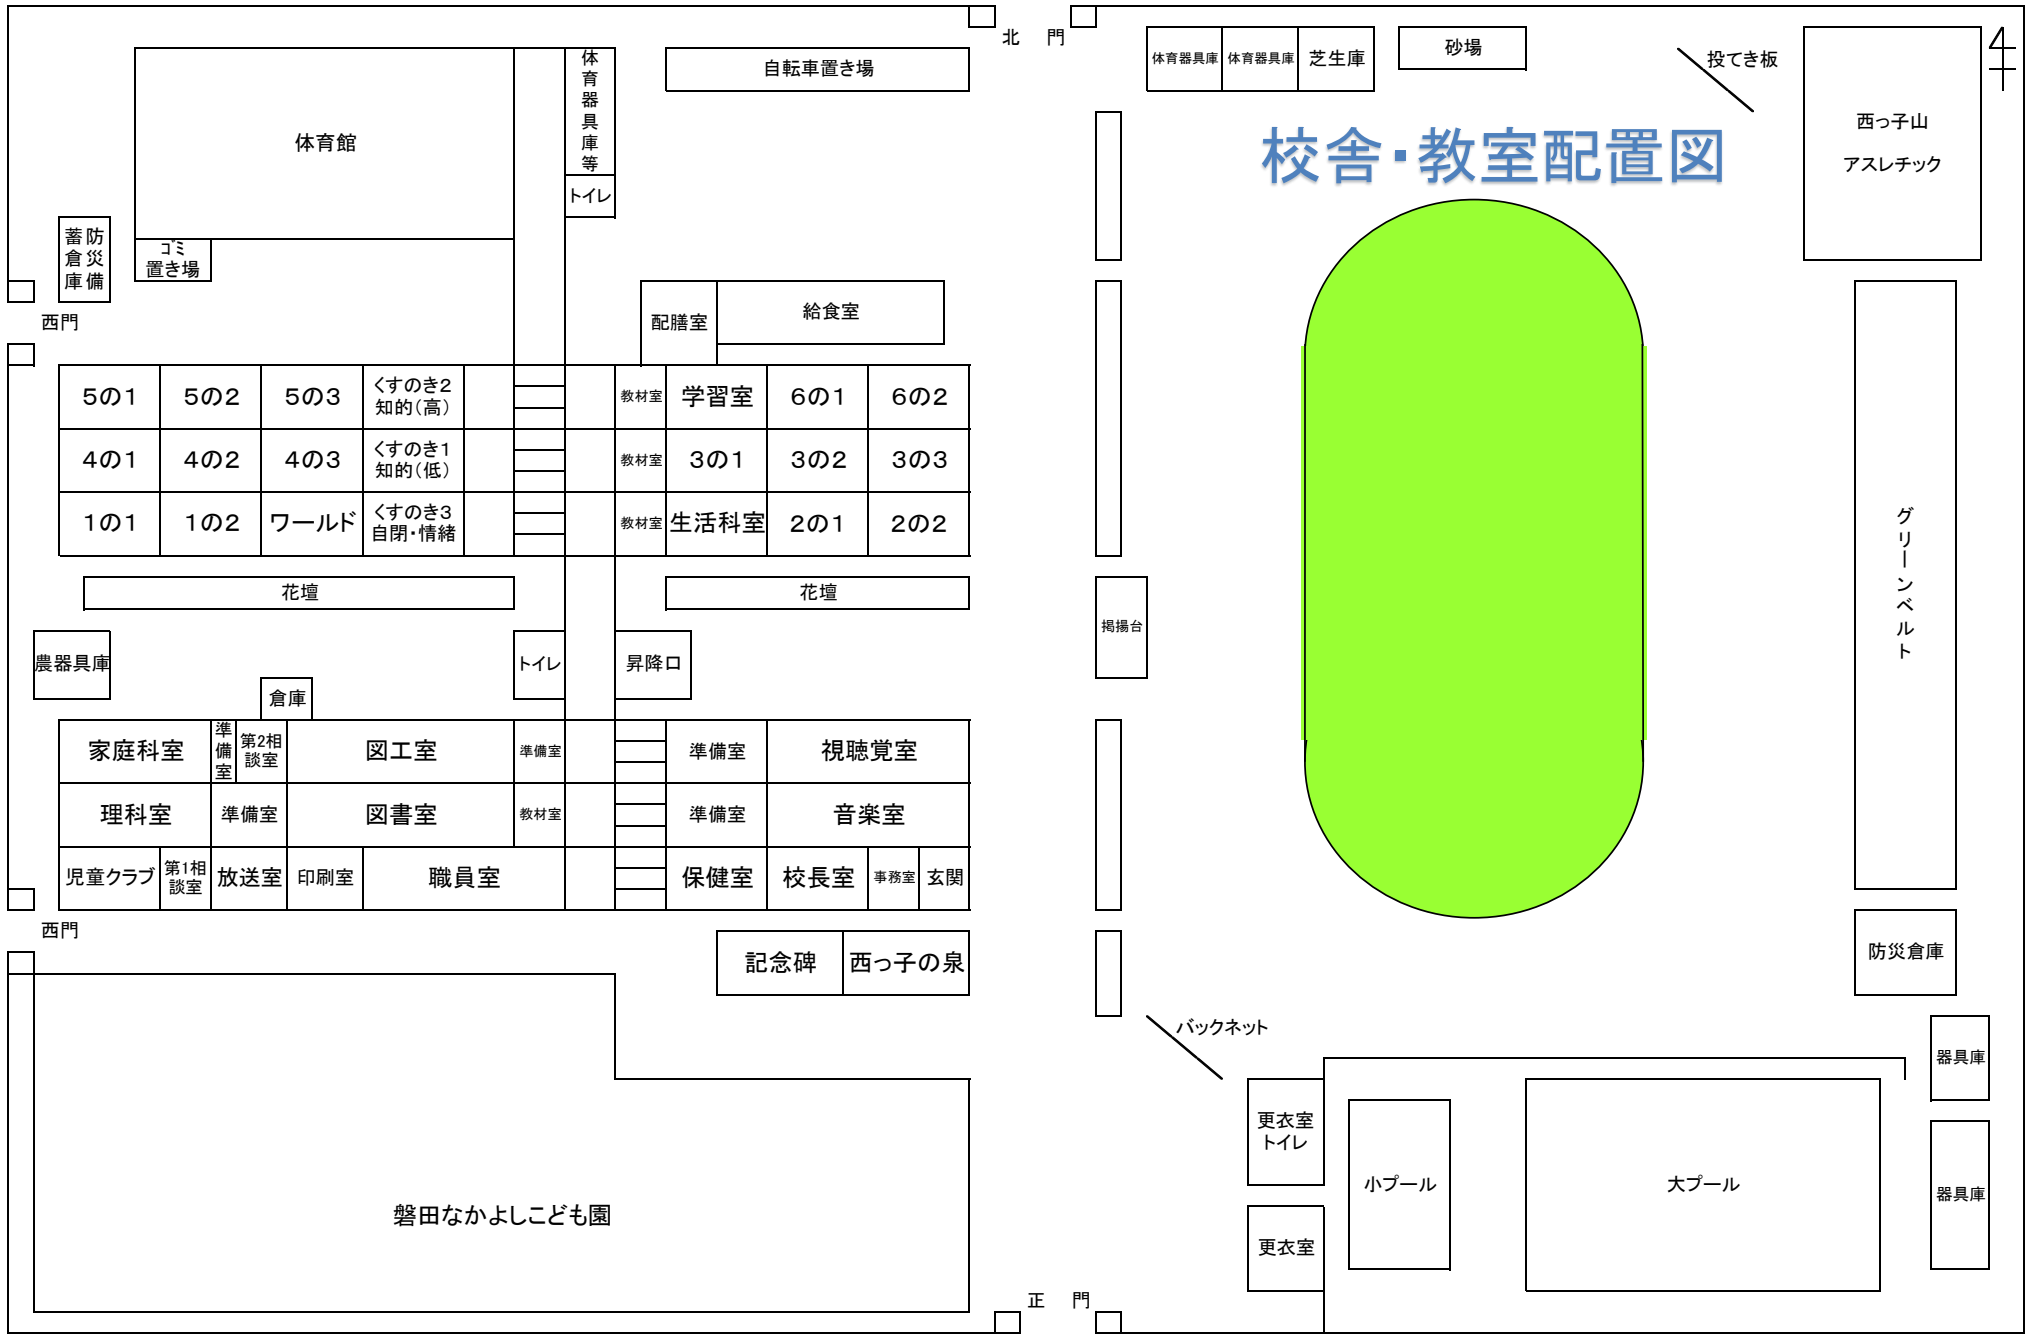 北　門
体育器具庫等
自転車置き場
体育器具庫
体育器具庫
芝生庫
砂場
投てき板
体育館
西っ子山
アスレチック
校舎・教室配置図
トイレ
防災備
蓄倉庫
ゴミ
置き場
西門
配膳室
給食室
5の1
5の2
5の3
くすのき2
知的（高）
教材室
学習室
6の1
6の2
4の1
4の2
4の3
くすのき1
知的（低）
教材室
3の1
3の2
3の3
1の1
1の2
ワールド
くすのき3
自閉・情緒
教材室
生活科室
2の1
2の2
グリーンベルト
花壇
花壇
掲揚台
農器具庫
トイレ
昇降口
倉庫
家庭科室
準備室
第2相
談室
図工室
準備室
準備室
視聴覚室
理科室
準備室
図書室
教材室
準備室
音楽室
児童クラブ
第1相
談室
放送室
印刷室
職員室
保健室
校長室
事務室
玄関
西門
記念碑
西っ子の泉
防災倉庫
バックネット
器具庫
更衣室
トイレ
小プール
大プール
器具庫
磐田なかよしこども園
更衣室
正　門